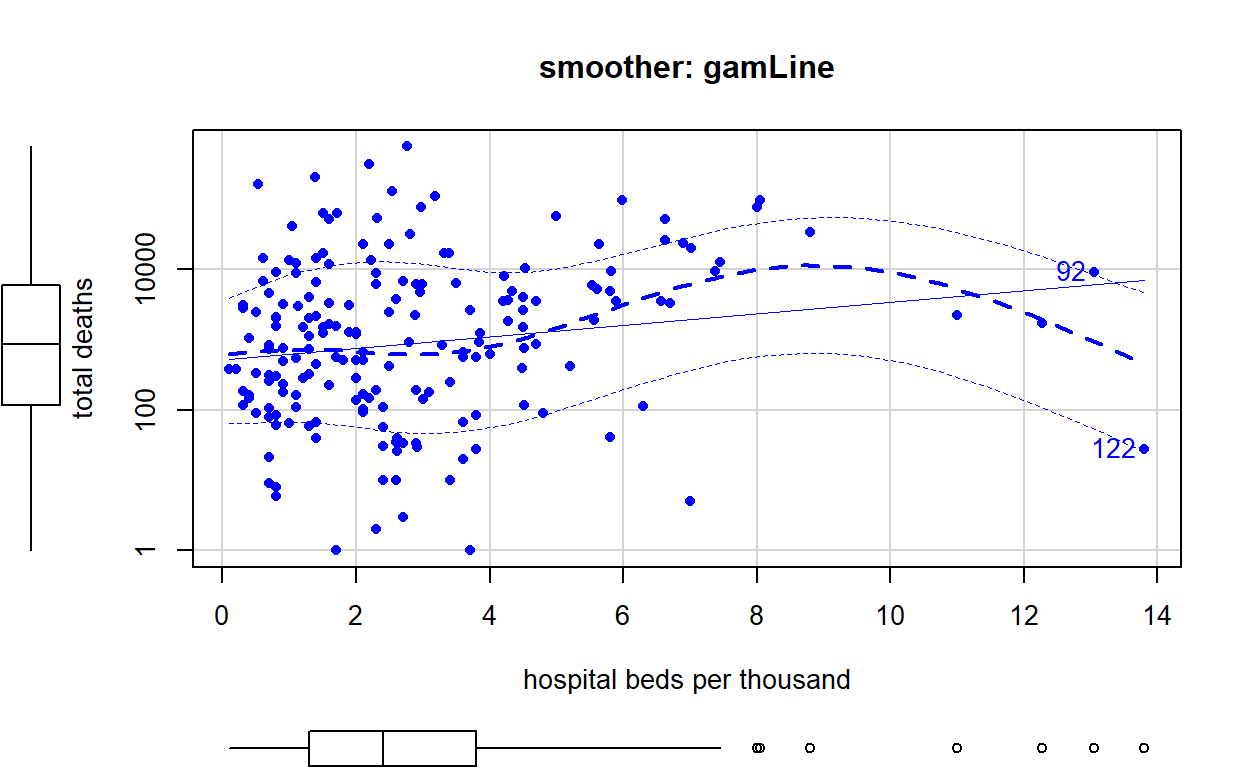 smoother: gamLine
total deaths
10000
100
1
92
122
0 2 4 6 8 10 12 14
hospital beds per thousand